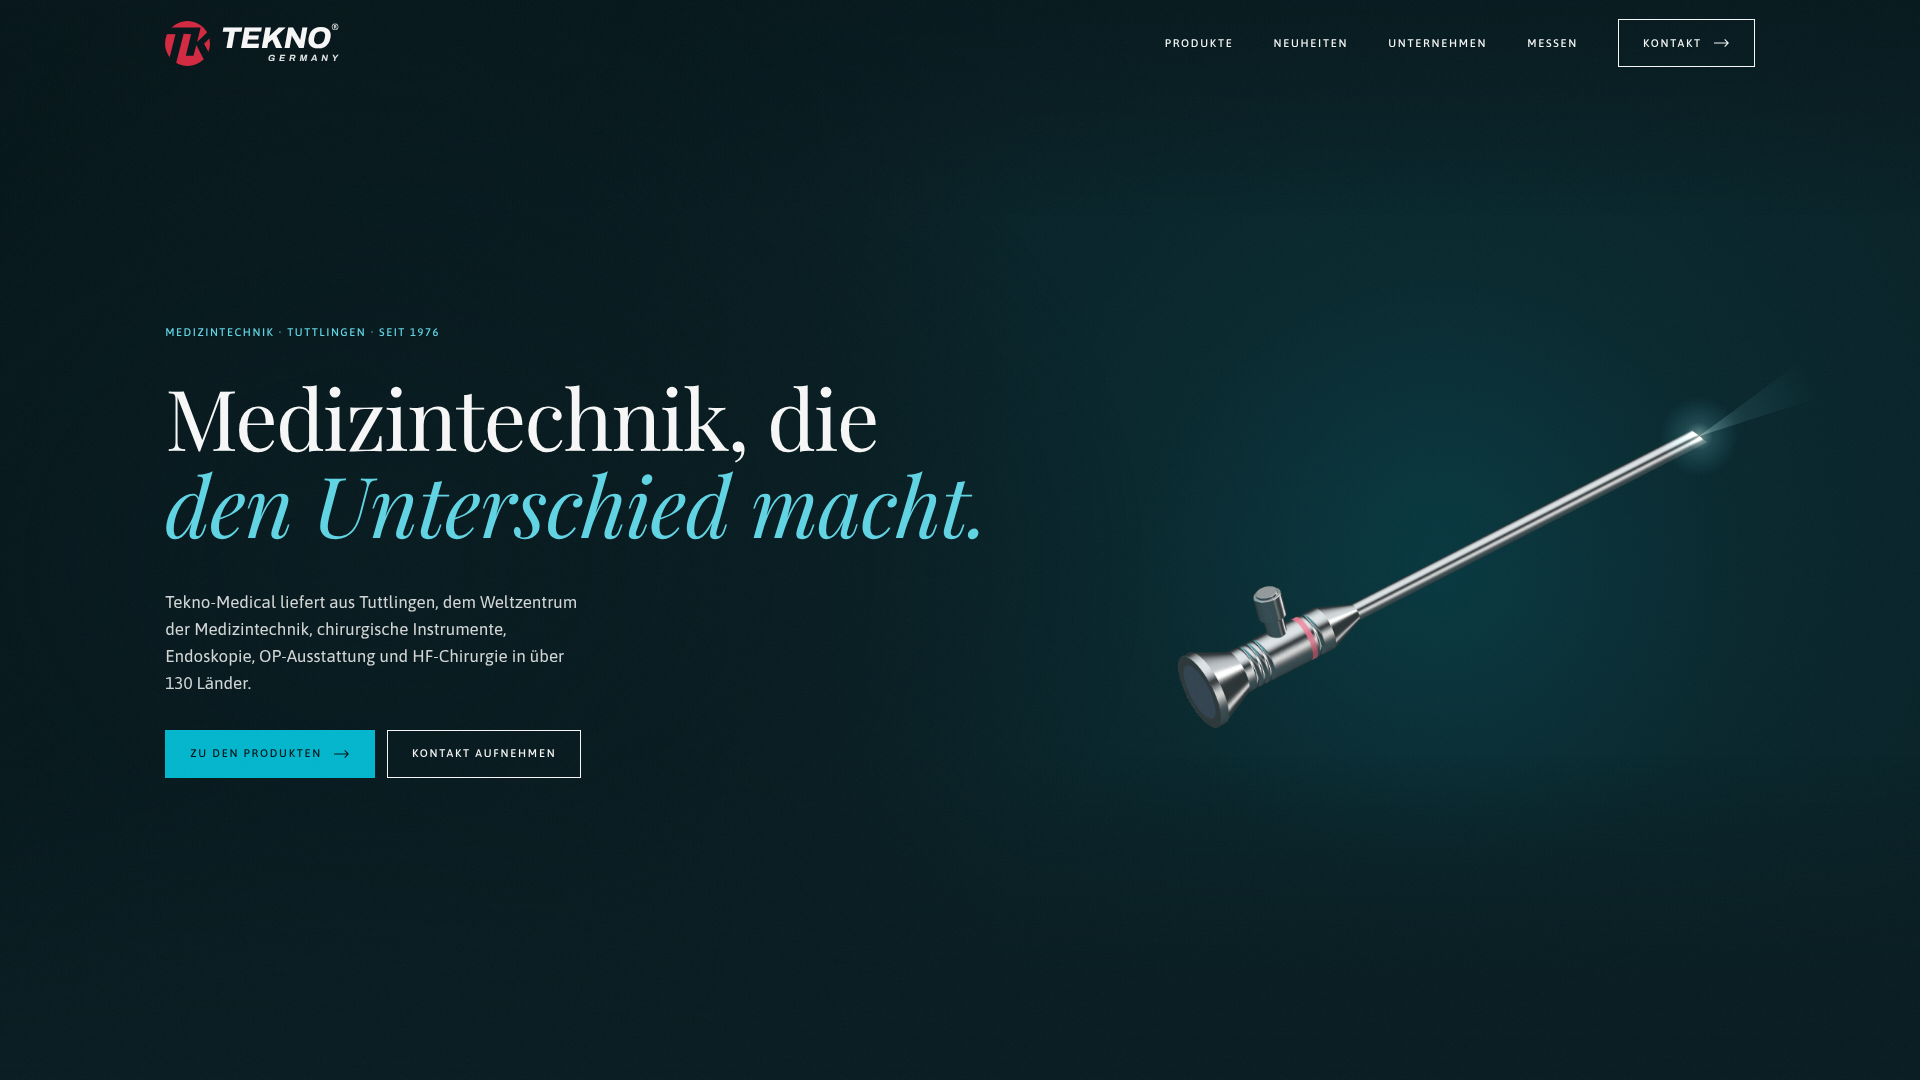 TK TEKNO®
GERMANY
PRODUKTE
NEUHEITEN
UNTERNEHMEN
MESSEN
KONTAKT
MEDIZINTECHNIK · TUTTLINGEN · SEIT 1976
Medizintechnik, die
den Unterschied macht.
Tekno-Medical liefert aus Tuttlingen, dem Weltzentrum
der Medizintechnik, chirurgische Instrumente,
Endoskopie, OP-Ausstattung und HF-Chirurgie in über
130 Länder.
ZU DEN PRODUKTEN
KONTAKT AUFNEHMEN